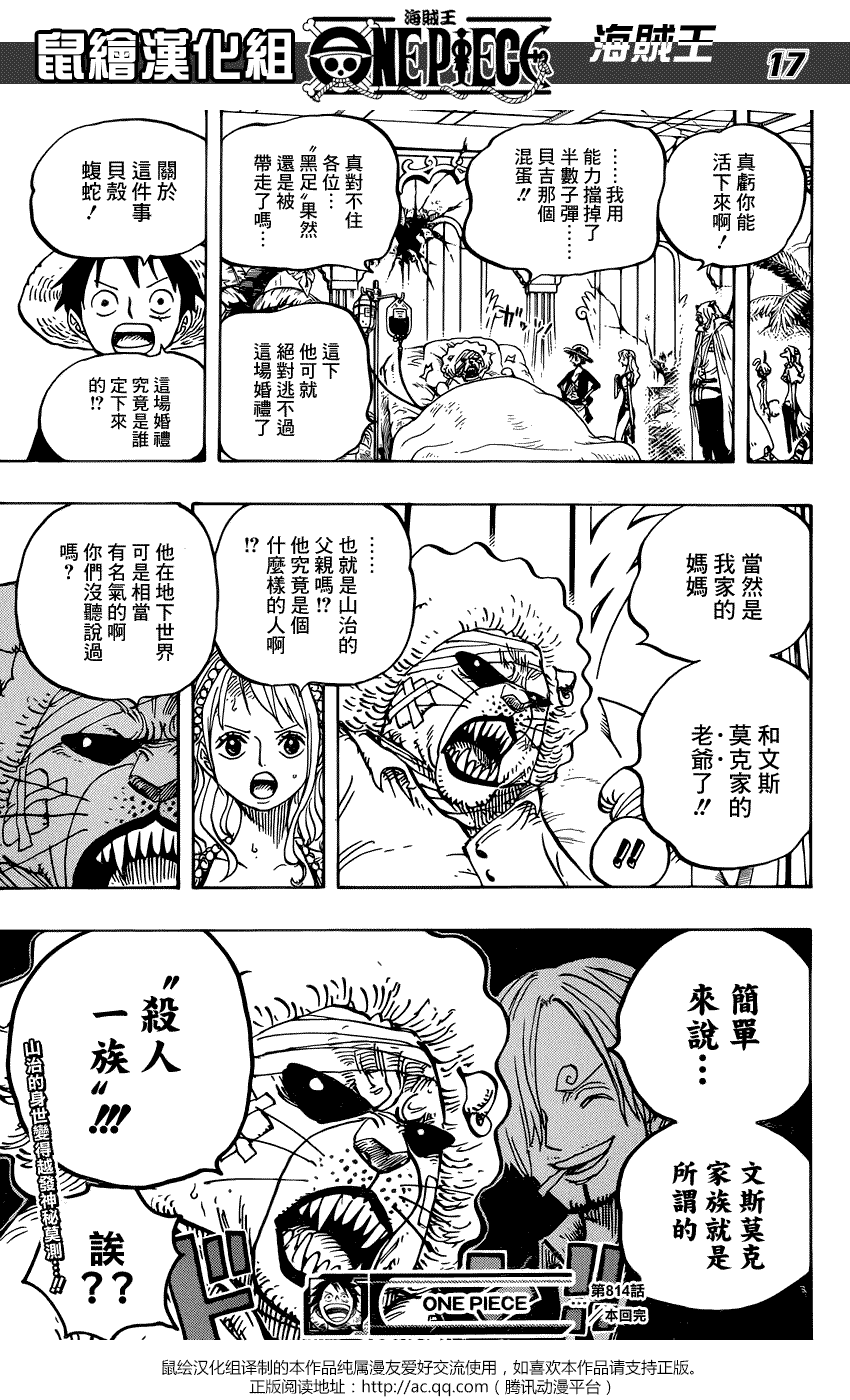 鼠繪漢化組
海賊王
ONE PIECE
海賊王
17
真虧你能
活下來啊!
……我用
能力擋掉了
半數子彈……
貝吉那個
混蛋!!
真對不住
各位…
“黑足”果然
還是被
帶走了嗎…
這下
他可就
絕對逃不過
這場婚禮了
關於
這件事
貝殼
蝮蛇!
這場婚禮
究竟是誰
定下來
的!?
當然是
我家的
媽媽
和文斯
莫克家的
老爺了!!
!!
……
也就是山治的
父親嗎!?
他究竟是個
什麼樣的人啊
!?
他在地下世界
可是相當
有名氣的啊
你們沒聽說過
嗎?
簡單
來說…
文斯莫克
家族就是
所謂的
“殺人
一族”!!!
誒
??
山治的身世變得越發神秘莫測…!!
ONE PIECE
第814話
…╱本回完
鼠绘汉化组译制的本作品纯属漫友爱好交流使用，如喜欢本作品请支持正版。
正版阅读地址：http://ac.qq.com（腾讯动漫平台）